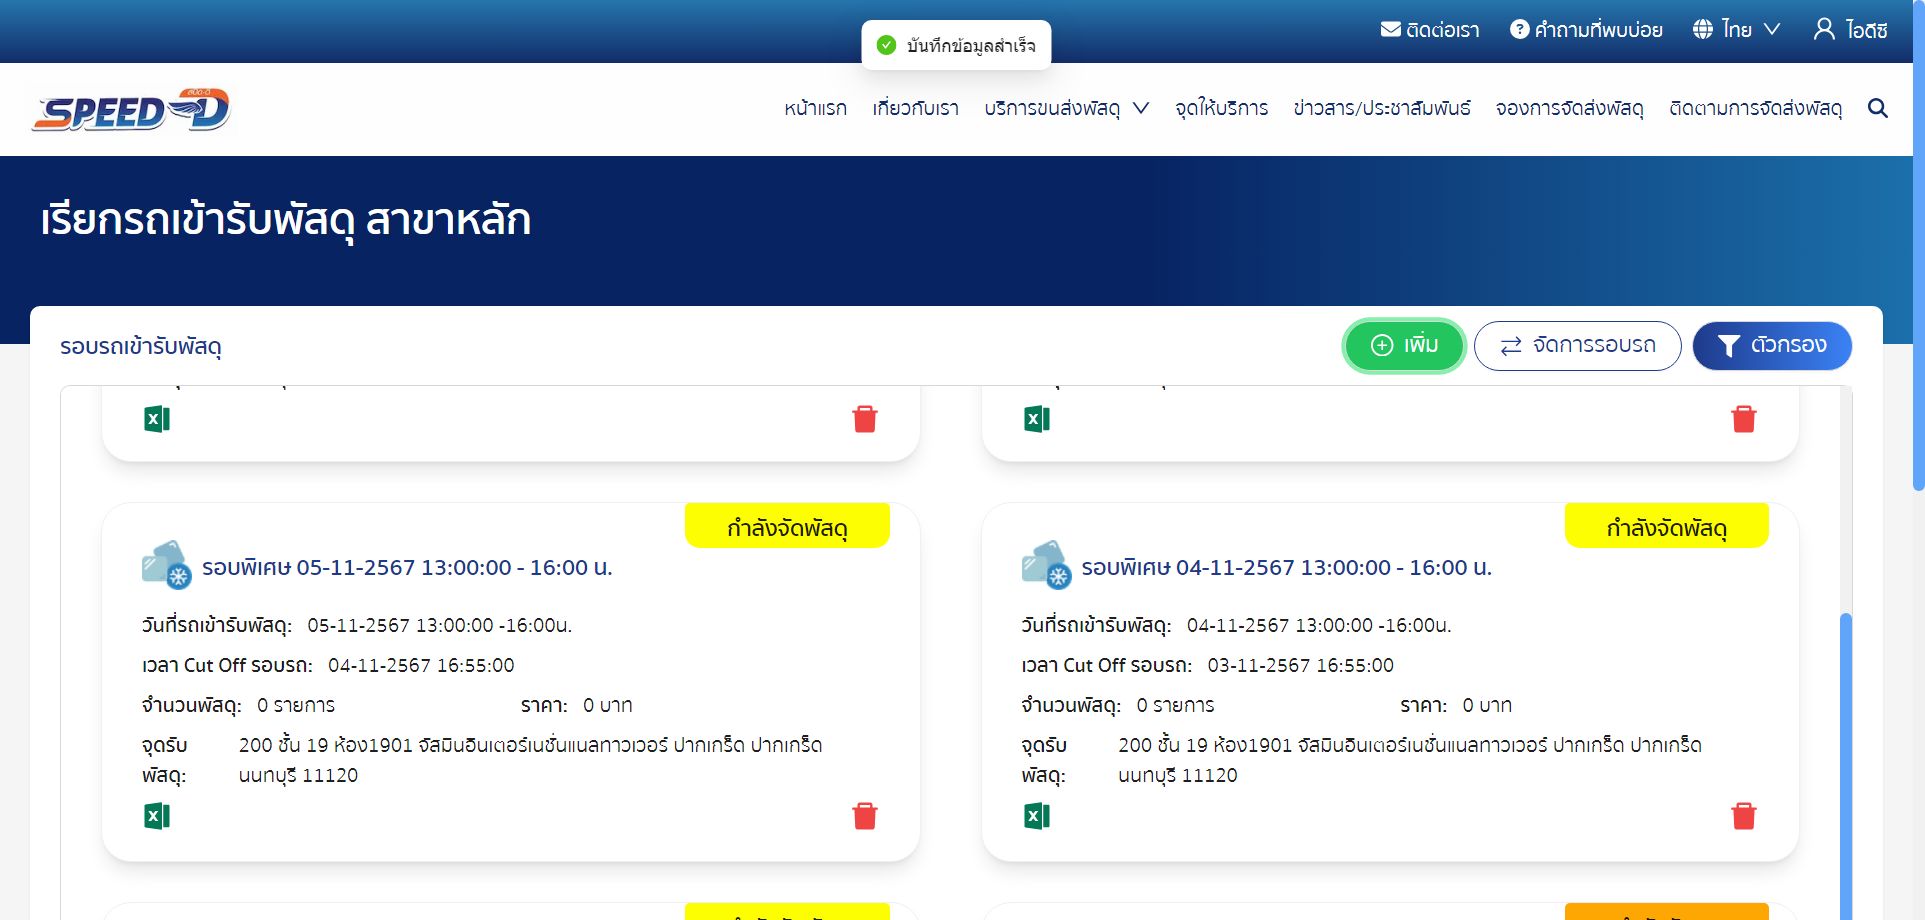 ติดต่อเรา คำถามที่พบบ่อย ไทย ไอดีซี
บันทึกข้อมูลสำเร็จ
SPEED-D
หน้าแรก เกี่ยวกับเรา บริการขนส่งพัสดุ จุดให้บริการ ข่าวสาร/ประชาสัมพันธ์ จองการจัดส่งพัสดุ ติดตามการจัดส่งพัสดุ
เรียกรถเข้ารับพัสดุ สาขาหลัก
รอบรถเข้ารับพัสดุ
เพิ่ม จัดการรอบรถ ตัวกรอง
กำลังจัดพัสดุ
รอบพิเศษ 05-11-2567 13:00:00 - 16:00 น.
วันที่รถเข้ารับพัสดุ: 05-11-2567 13:00:00 -16:00น.
เวลา Cut Off รอบรถ: 04-11-2567 16:55:00
จำนวนพัสดุ: 0 รายการ ราคา: 0 บาท
จุดรับพัสดุ: 200 ชั้น 19 ห้อง1901 จัสมินอินเตอร์เนชั่นแนลทาวเวอร์ ปากเกร็ด ปากเกร็ด
นนทบุรี 11120
กำลังจัดพัสดุ
รอบพิเศษ 04-11-2567 13:00:00 - 16:00 น.
วันที่รถเข้ารับพัสดุ: 04-11-2567 13:00:00 -16:00น.
เวลา Cut Off รอบรถ: 03-11-2567 16:55:00
จำนวนพัสดุ: 0 รายการ ราคา: 0 บาท
จุดรับพัสดุ: 200 ชั้น 19 ห้อง1901 จัสมินอินเตอร์เนชั่นแนลทาวเวอร์ ปากเกร็ด ปากเกร็ด
นนทบุรี 11120